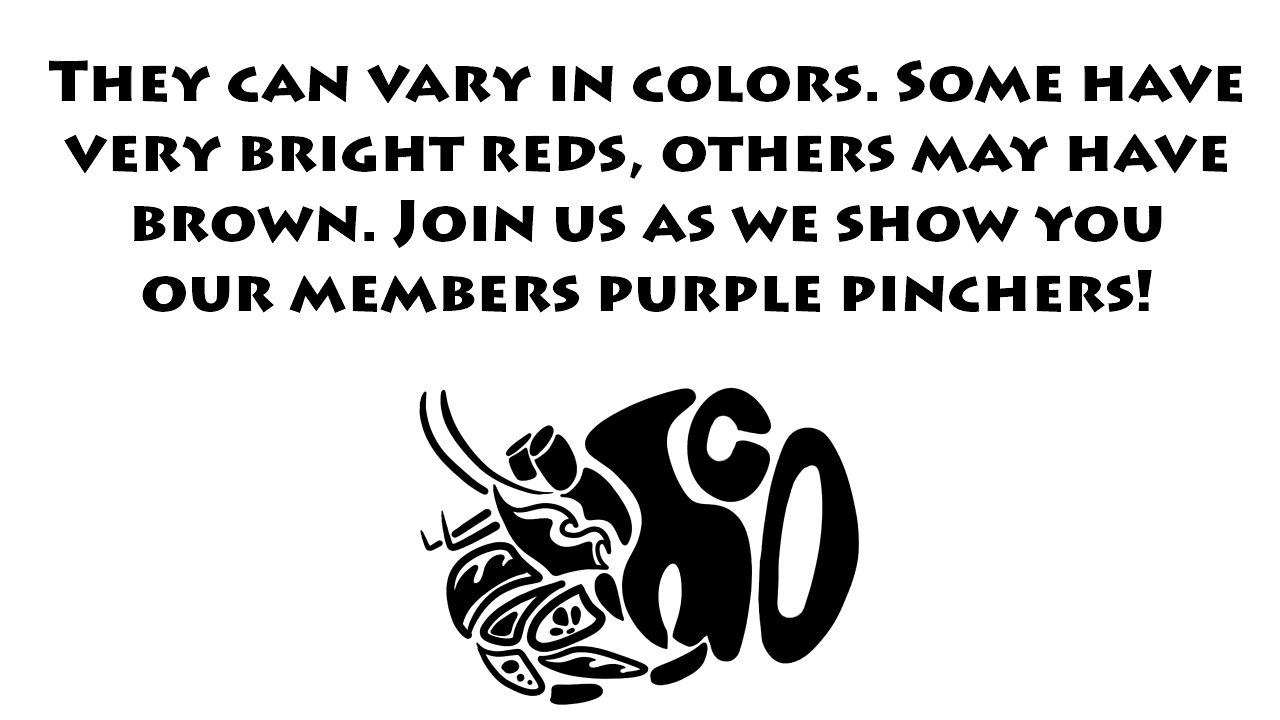 They can vary in colors. Some have
very bright reds, others may have
brown. Join us as we show you
our members purple pinchers!
HCO